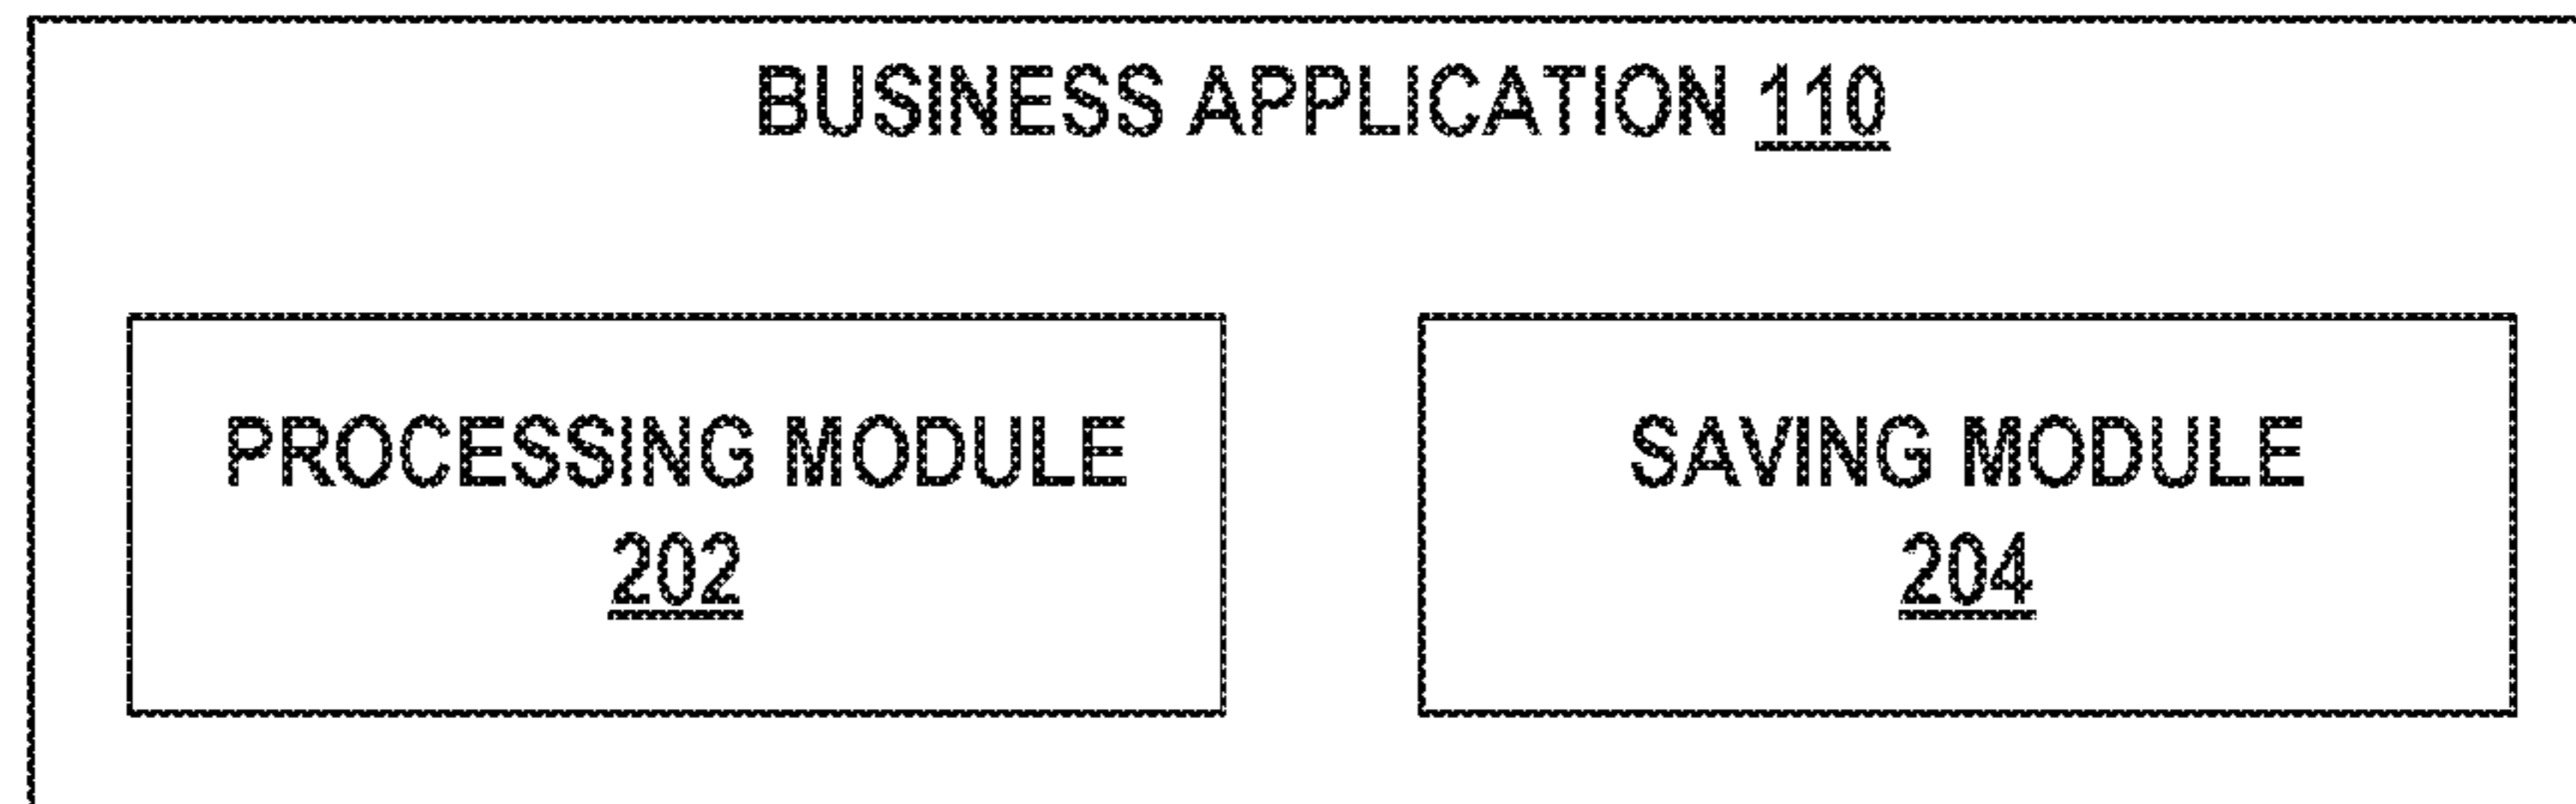 BUSINESS APPLICATION 110
PROCESSING MODULE
202
SAVING MODULE
204